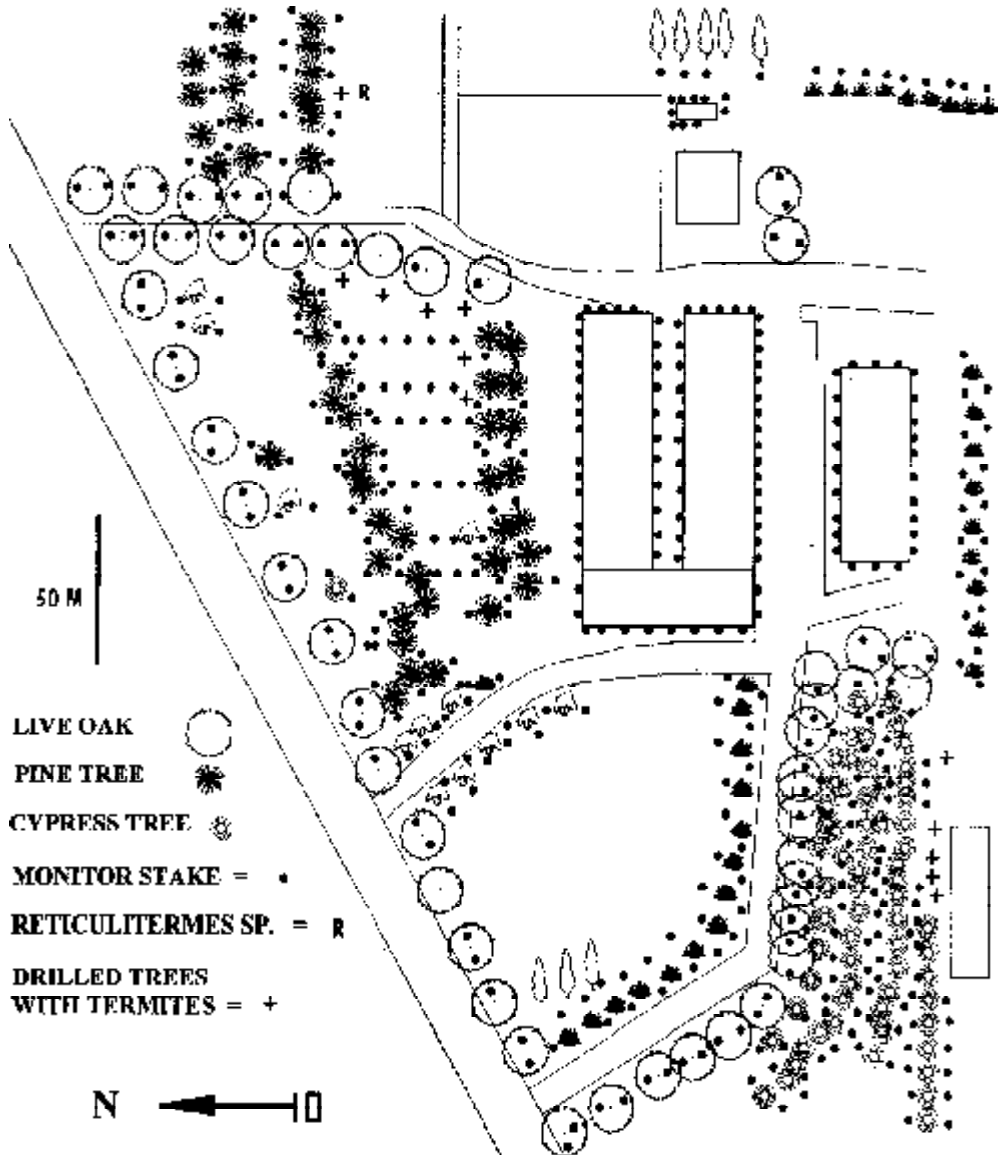 R
50 M
LIVE OAK
PINE TREE
CYPRESS TREE
MONITOR STAKE =
RETICULITERMES SP. = R
DRILLED TREES
WITH TERMITES = +
N